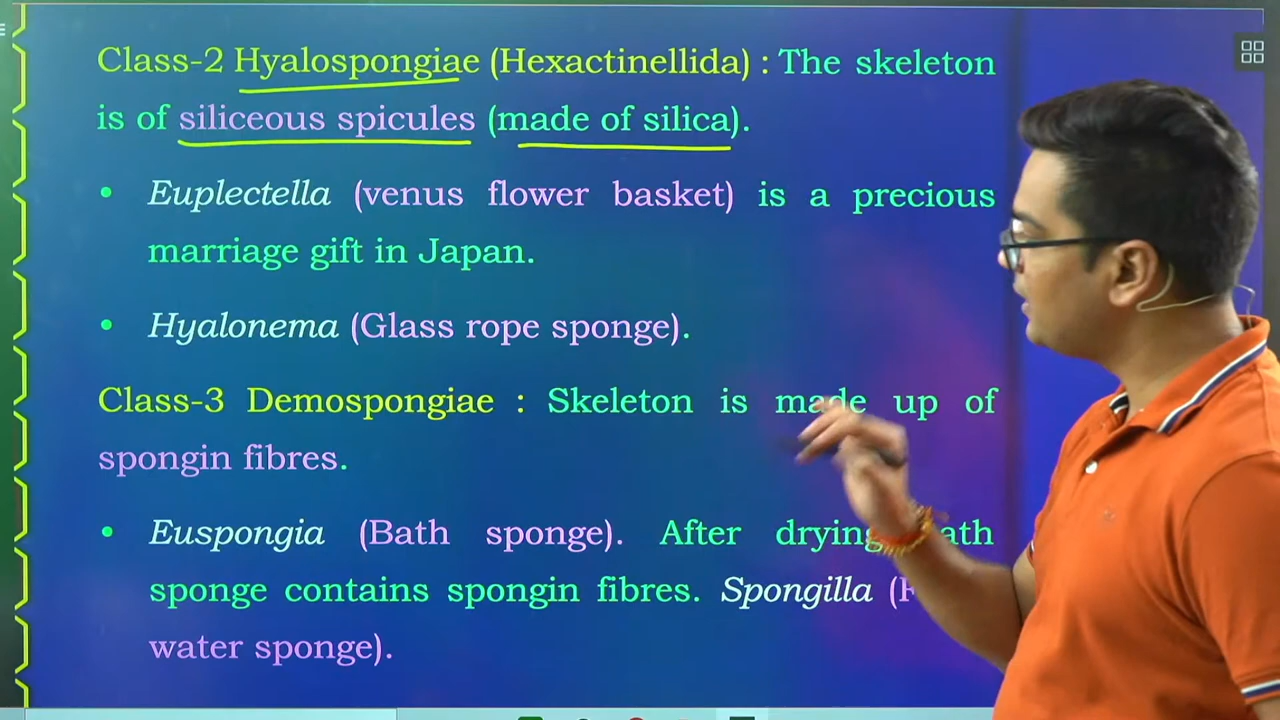 Class-2 Hyalospongiae (Hexactinellida) : The skeleton
is of siliceous spicules (made of silica).
• Euplectella (venus flower basket) is a precious
marriage gift in Japan.
• Hyalonema (Glass rope sponge).
Class-3 Demospongiae : Skeleton is made up of
spongin fibres.
• Euspongia (Bath sponge). After drying
sponge contains spongin fibres. Spongilla
water sponge).